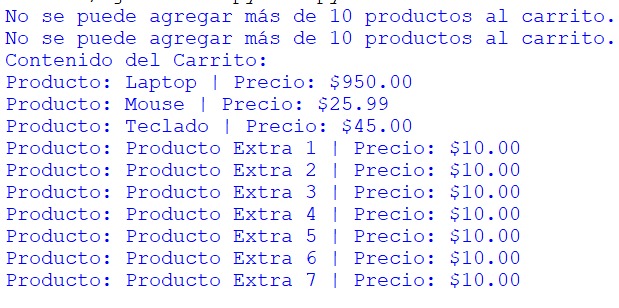 No se puede agregar más de 10 productos al carrito.
No se puede agregar más de 10 productos al carrito.
Contenido del Carrito:
Producto: Laptop | Precio: $950.00
Producto: Mouse | Precio: $25.99
Producto: Teclado | Precio: $45.00
Producto: Producto Extra 1 | Precio: $10.00
Producto: Producto Extra 2 | Precio: $10.00
Producto: Producto Extra 3 | Precio: $10.00
Producto: Producto Extra 4 | Precio: $10.00
Producto: Producto Extra 5 | Precio: $10.00
Producto: Producto Extra 6 | Precio: $10.00
Producto: Producto Extra 7 | Precio: $10.00